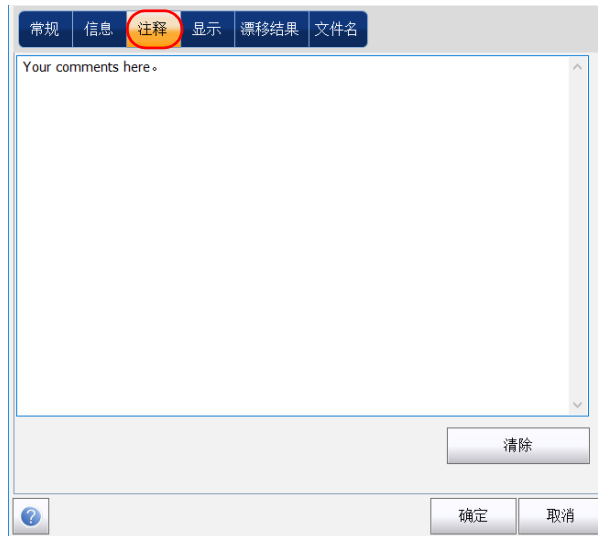 常规 信息 注释 显示 漂移结果 文件名
Your comments here。
清除
? 确定 取消